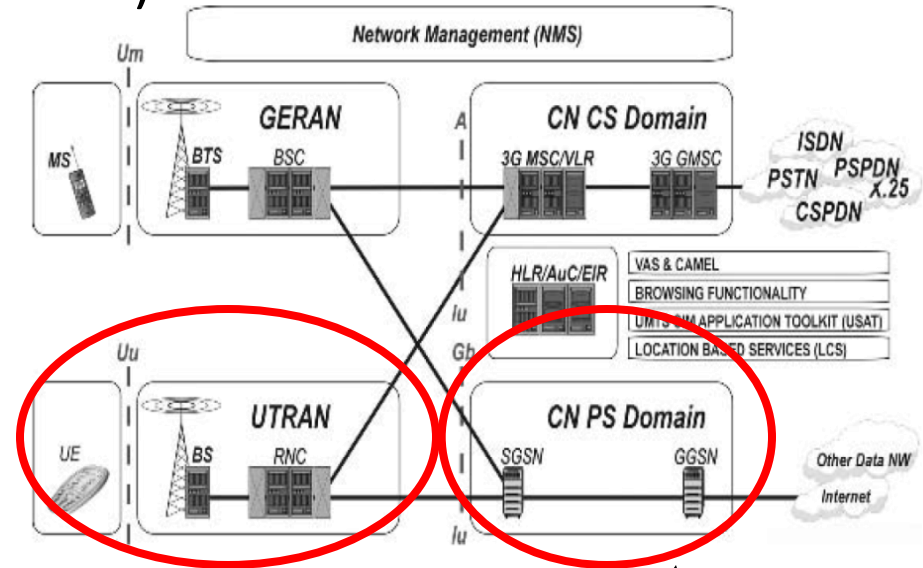 Network Management (NMS)
Um
GERAN
A
CN CS Domain
MS
BTS
BSC
3G MSC/VLR
3G GMSC
ISDN
PSTN
PSPDN
X.25
CSPDN
HLR/AuC/EIR
VAS & CAMEL
BROWSING FUNCTIONALITY
UMTS SIM APPLICATION TOOLKIT (USAT)
LOCATION BASED SERVICES (LCS)
Iu
Uu
Gb
UTRAN
CN PS Domain
UE
BS
RNC
SGSN
GGSN
Other Data NW
Internet
Iu